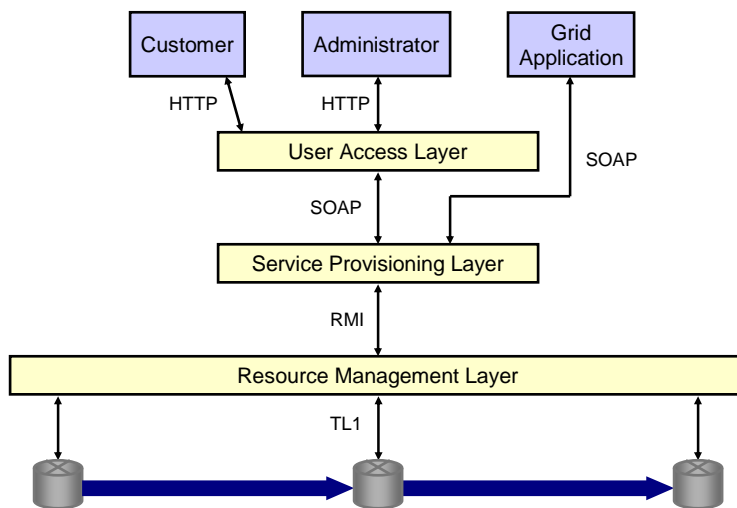 Customer
Administrator
Grid
Application
HTTP
HTTP
User Access Layer
SOAP
SOAP
Service Provisioning Layer
RMI
Resource Management Layer
TL1